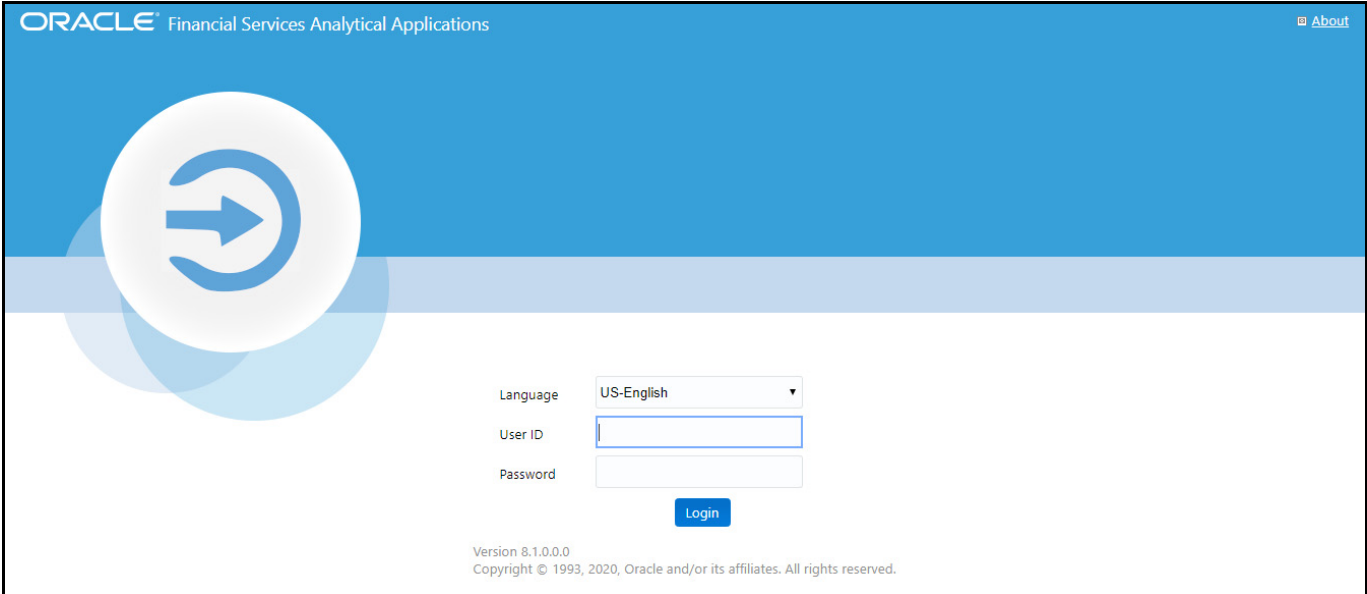 ORACLE® Financial Services Analytical Applications
About
Language US-English
User ID
Password
Login
Version 8.1.0.0.0
Copyright © 1993, 2020, Oracle and/or its affiliates. All rights reserved.